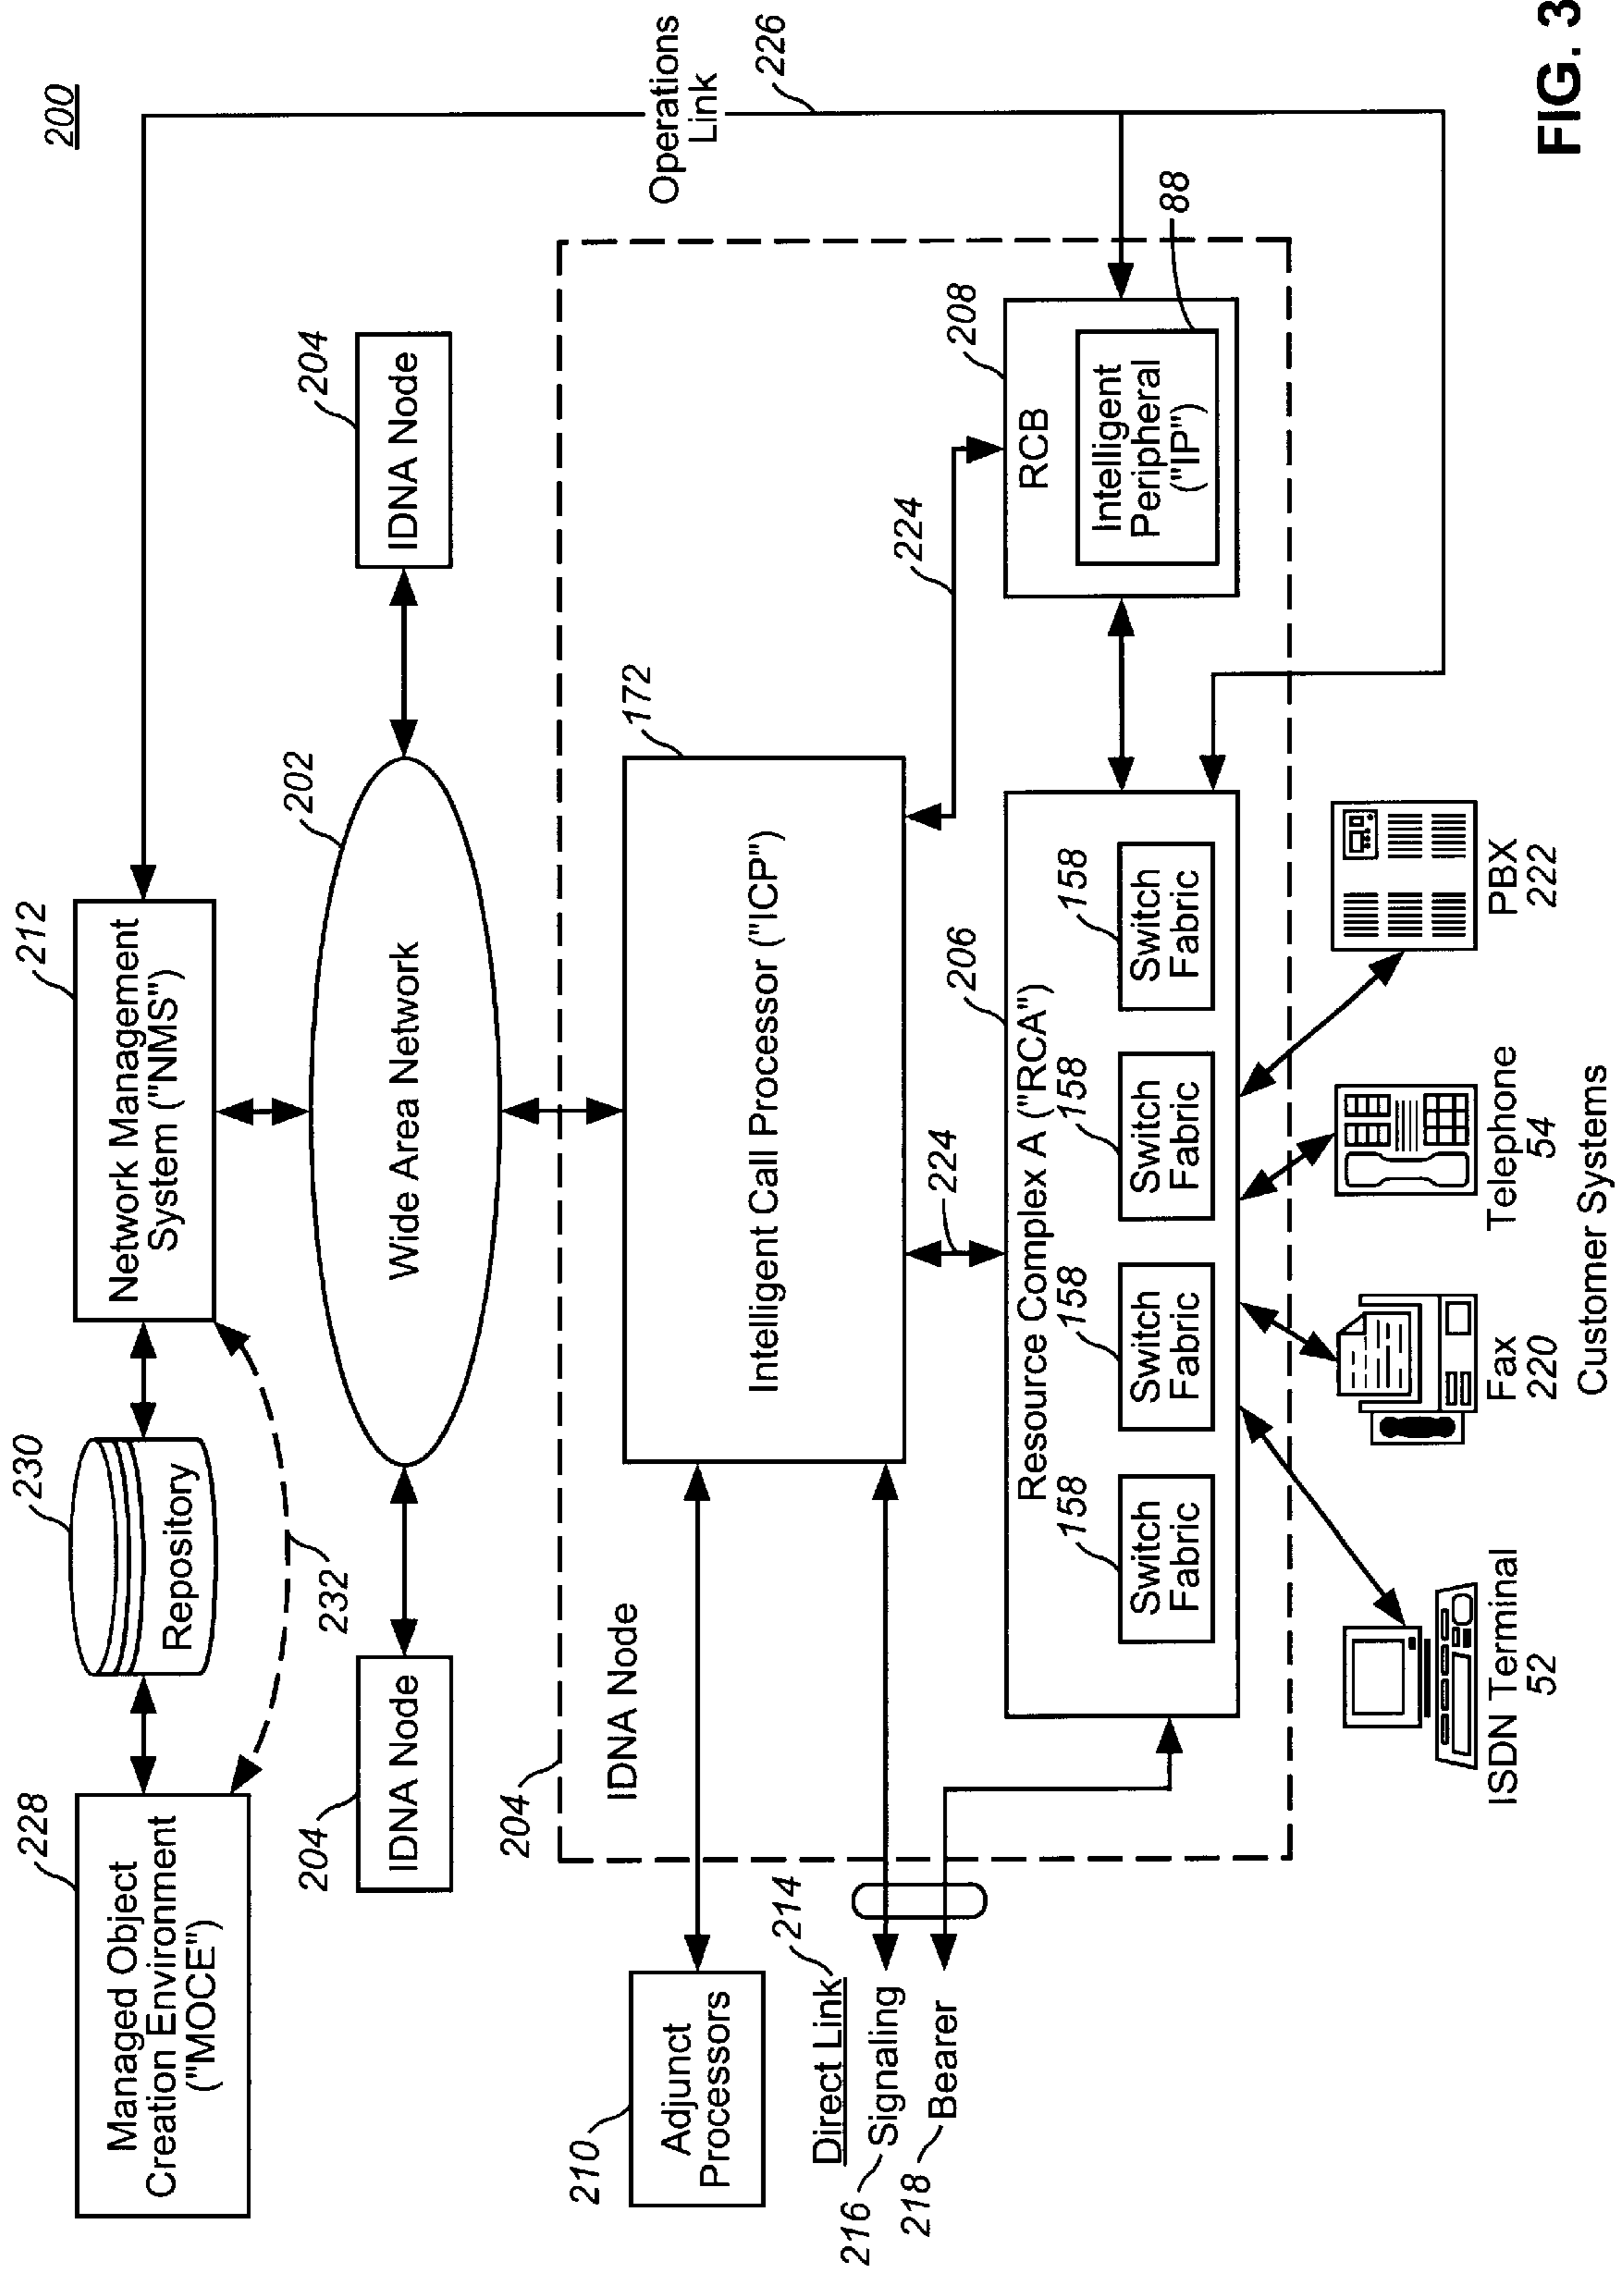 200
228
Managed Object
Creation Environment
("MOCE")
230
Repository
212
Network Management
System ("NMS")
232
202
Wide Area Network
204
IDNA Node
204
IDNA Node
Operations
Link
226
204
IDNA Node
172
Intelligent Call Processor ("ICP")
210
Adjunct
Processors
Direct Link
214
216
Signaling
218
Bearer
224
224
206
Resource Complex A ("RCA")
158
Switch
Fabric
158
Switch
Fabric
158
Switch
Fabric
158
Switch
Fabric
208
RCB
Intelligent
Peripheral
("IP")
88
ISDN Terminal
52
Fax
220
Telephone
54
PBX
222
Customer Systems
FIG. 3